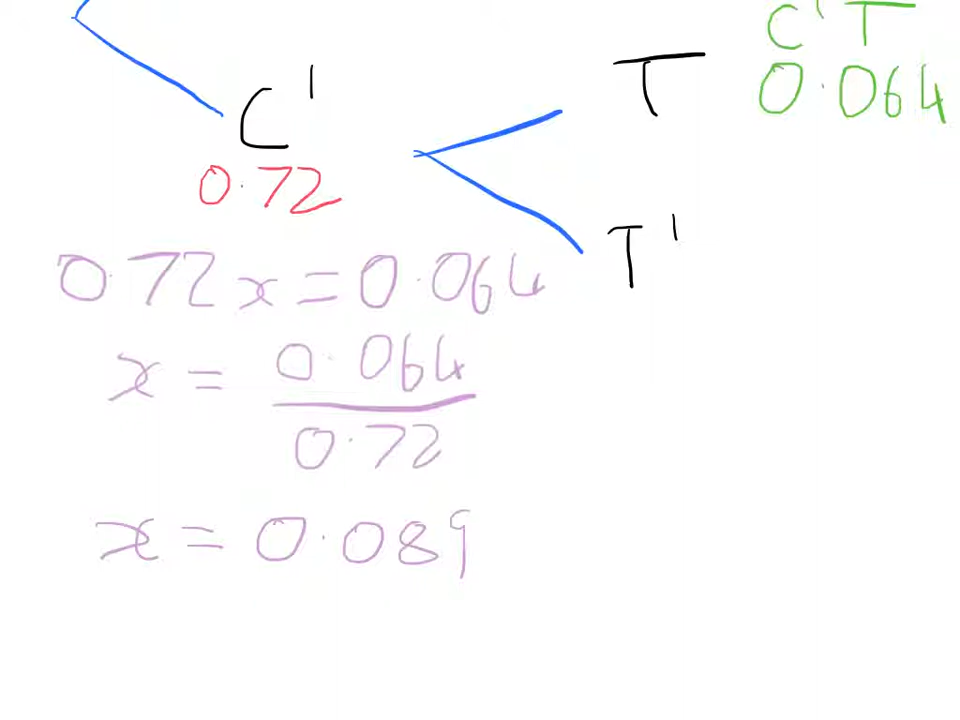 C' T
0.064
C'
T
0.72
T'
0.72x = 0.064
x = 0.064 / 0.72
x = 0.089